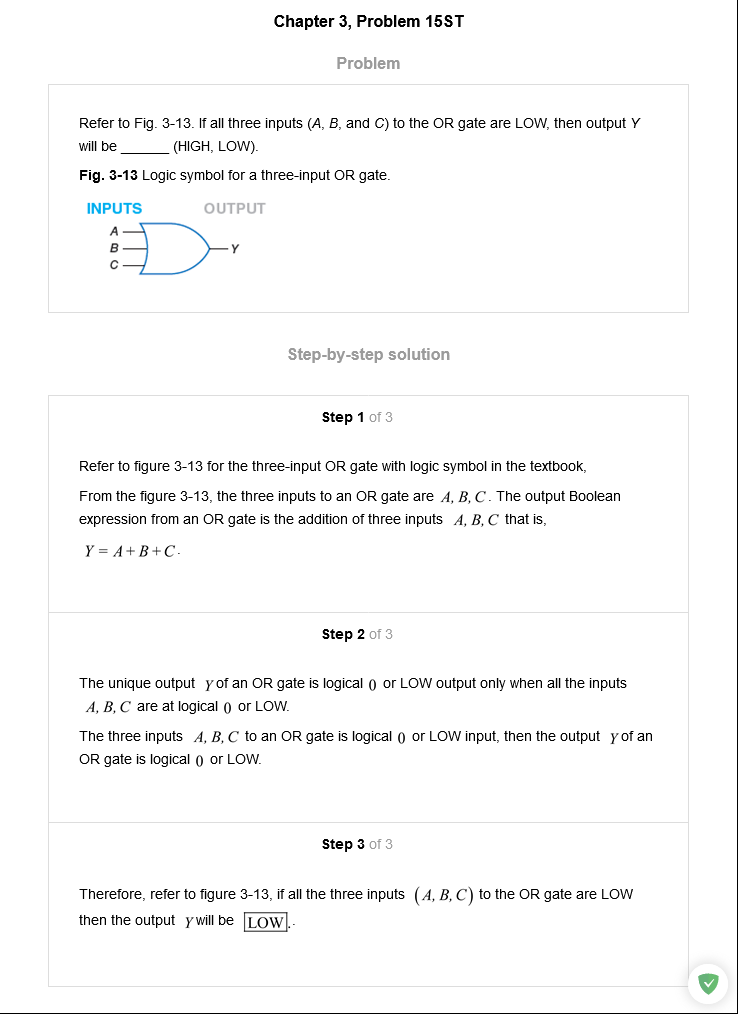 Chapter 3, Problem 15ST
Problem
Refer to Fig. 3-13. If all three inputs (A, B, and C) to the OR gate are LOW, then output Y
will be ______ (HIGH, LOW).
Fig. 3-13 Logic symbol for a three-input OR gate.
INPUTS OUTPUT
A
B Y
C
Step-by-step solution
Step 1 of 3
Refer to figure 3-13 for the three-input OR gate with logic symbol in the textbook,
From the figure 3-13, the three inputs to an OR gate are A, B, C. The output Boolean
expression from an OR gate is the addition of three inputs A, B, C that is,
Y = A + B + C.
Step 2 of 3
The unique output Y of an OR gate is logical 0 or LOW output only when all the inputs
A, B, C are at logical 0 or LOW.
The three inputs A, B, C to an OR gate is logical 0 or LOW input, then the output Y of an
OR gate is logical 0 or LOW.
Step 3 of 3
Therefore, refer to figure 3-13, if all the three inputs (A, B, C) to the OR gate are LOW
then the output Y will be LOW..